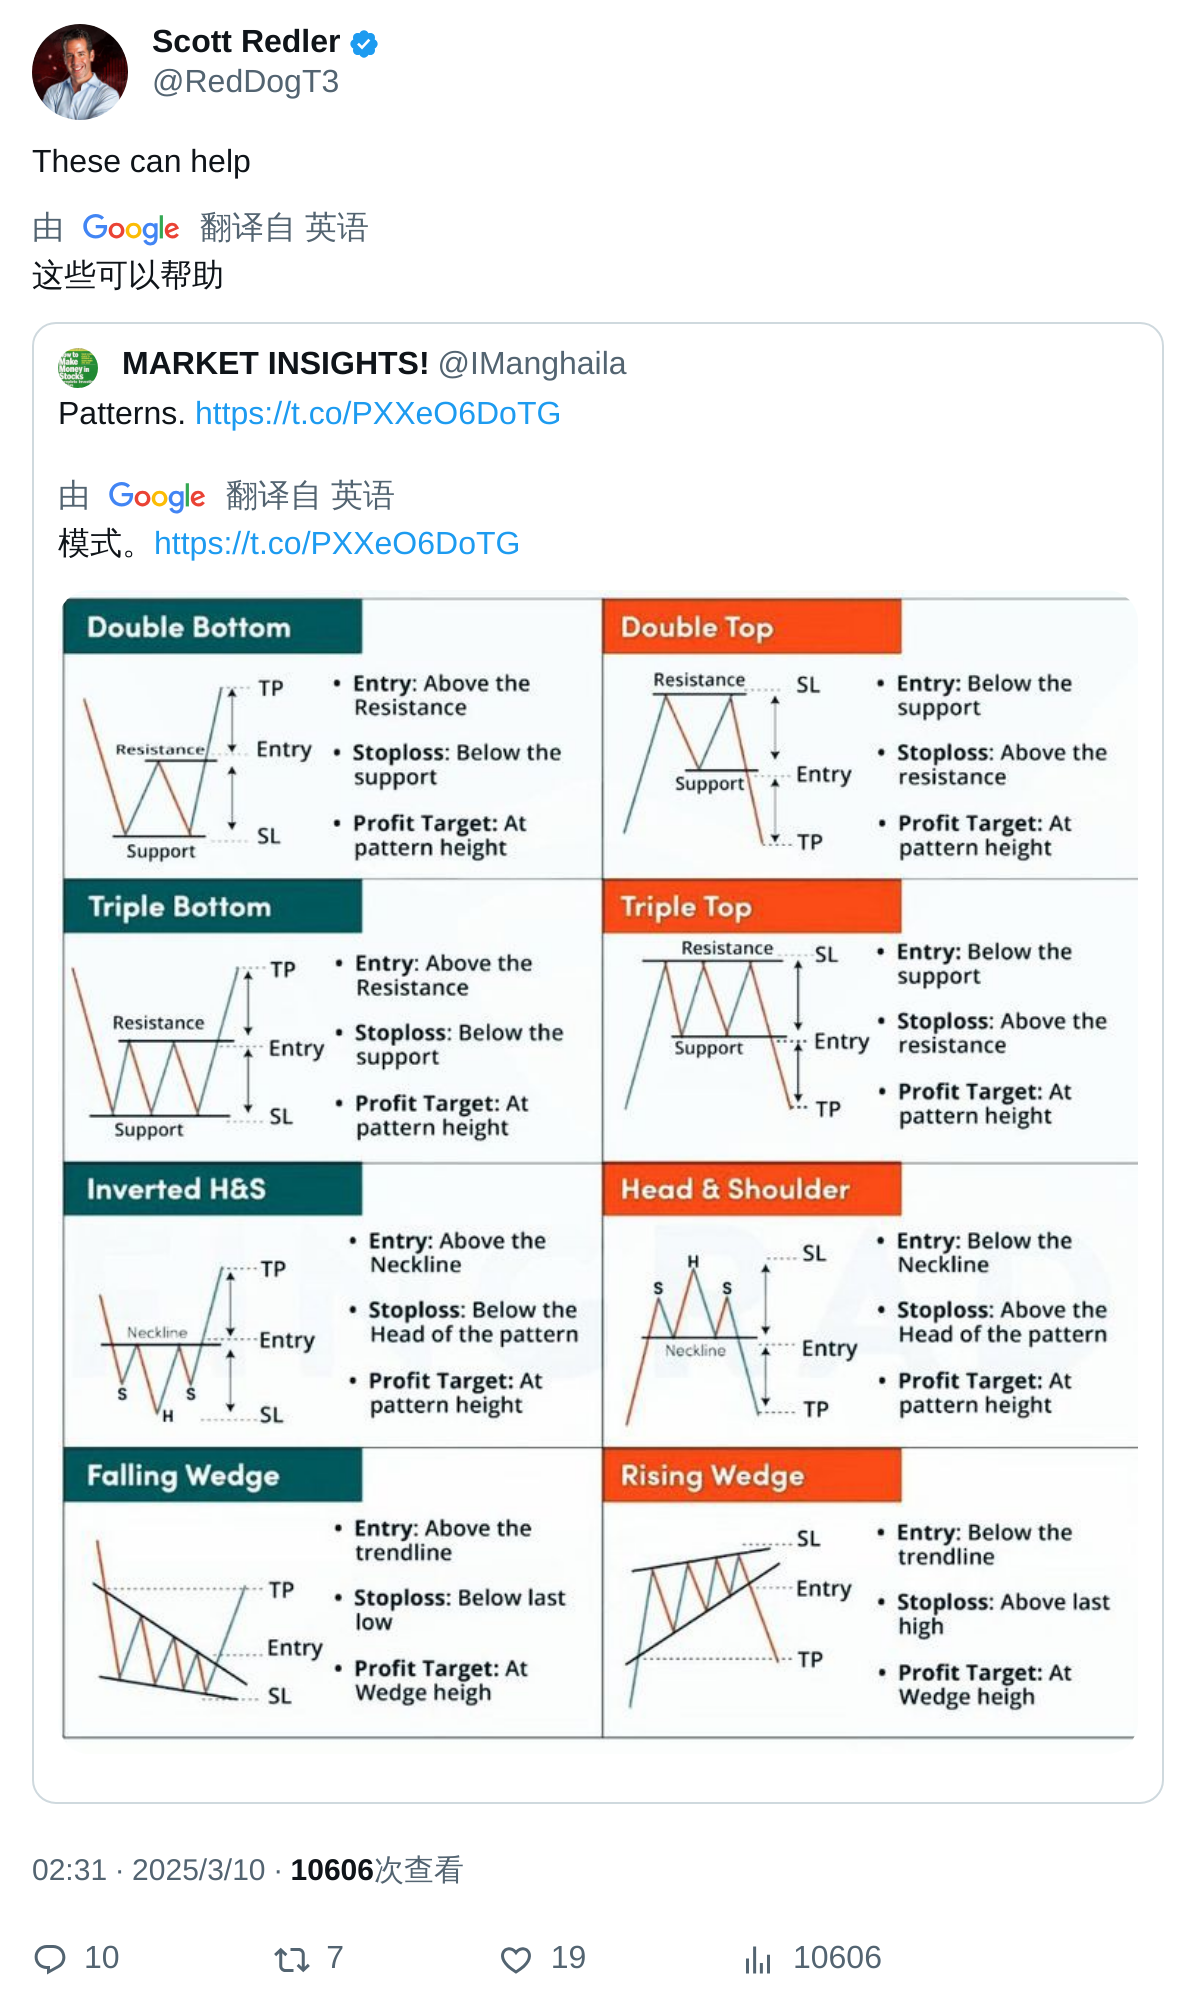 Scott Redler
@RedDogT3
These can help
由 Google 翻译自 英语
这些可以帮助
MARKET INSIGHTS! @IManghaila
Patterns. https://t.co/PXXeO6DoTG
由 Google 翻译自 英语
模式。https://t.co/PXXeO6DoTG
Double Bottom
TP
Resistance
Entry
SL
Support
• Entry: Above the
Resistance
• Stoploss: Below the
support
• Profit Target: At
pattern height
Double Top
Resistance
SL
Support
Entry
TP
• Entry: Below the
support
• Stoploss: Above the
resistance
• Profit Target: At
pattern height
Triple Bottom
TP
Resistance
Entry
SL
Support
• Entry: Above the
Resistance
• Stoploss: Below the
support
• Profit Target: At
pattern height
Triple Top
Resistance
SL
Support
Entry
TP
• Entry: Below the
support
• Stoploss: Above the
resistance
• Profit Target: At
pattern height
Inverted H&S
TP
Neckline
Entry
S
S
H
SL
• Entry: Above the
Neckline
• Stoploss: Below the
Head of the pattern
• Profit Target: At
pattern height
Head & Shoulder
SL
H
S
S
Neckline
Entry
TP
• Entry: Below the
Neckline
• Stoploss: Above the
Head of the pattern
• Profit Target: At
pattern height
Falling Wedge
TP
Entry
SL
• Entry: Above the
trendline
• Stoploss: Below last
low
• Profit Target: At
Wedge heigh
Rising Wedge
SL
Entry
TP
• Entry: Below the
trendline
• Stoploss: Above last
high
• Profit Target: At
Wedge heigh
02:31 · 2025/3/10 · 10606次查看
10 7 19 10606